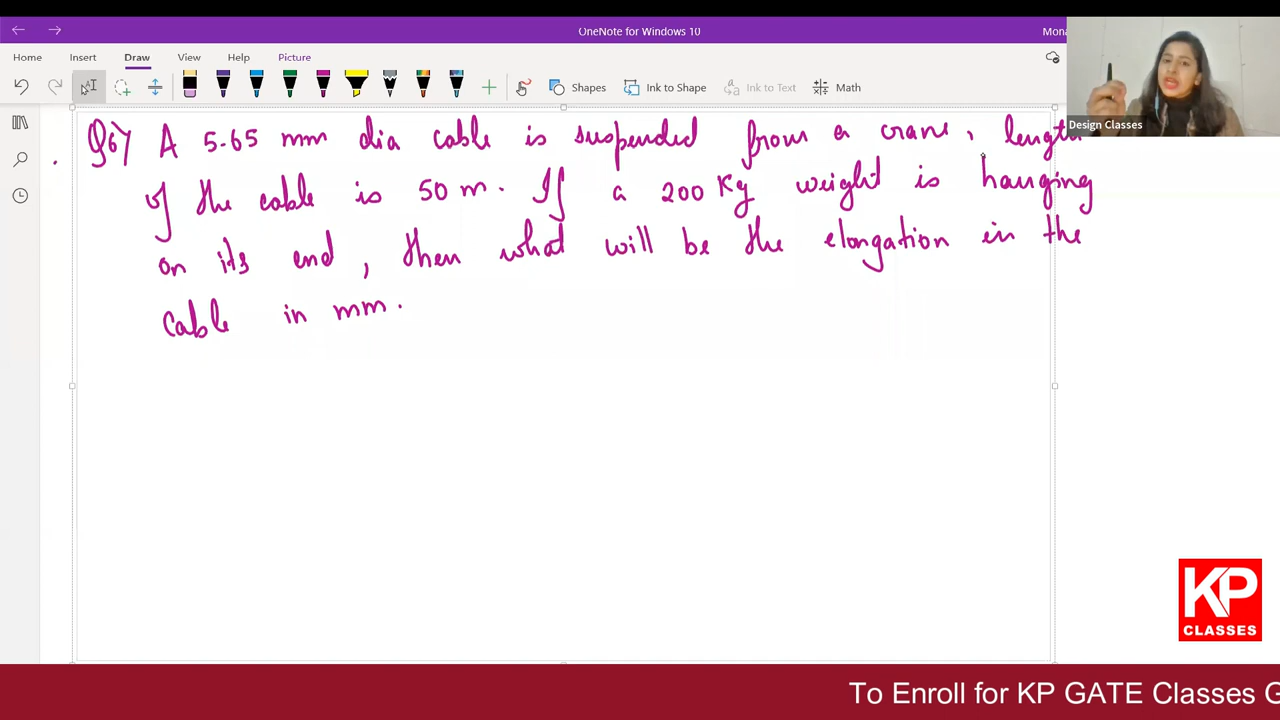 OneNote for Windows 10
Mona
Home Insert Draw View Help Picture
Shapes Ink to Shape Ink to Text Math
Design Classes
Q6) A 5.65 mm dia cable is suspended from a crane, length
of the cable is 50 m. If a 200 Kg weight is hanging
on its end, then what will be the elongation in the
cable in mm.
KP
CLASSES
To Enroll for KP GATE Classes G